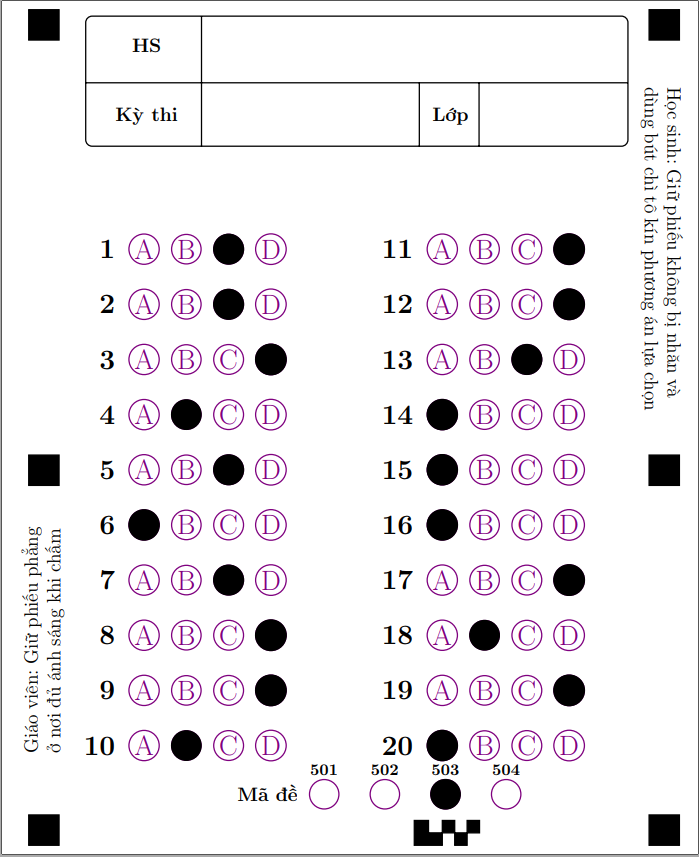 HS
Kỳ thi Lớp
Học sinh: Giữ phiếu không bị nhăn và
dùng bút chì tô kín phương án lựa chọn
1 A B D
2 A B D
3 A B C
4 A C D
5 A B D
6 B C D
7 A B D
8 A B C
9 A B C
10 A C D
11 A B C
12 A B C
13 A B D
14 B C D
15 B C D
16 B C D
17 A B C
18 A C D
19 A B C
20 B C D
Giáo viên: Giữ phiếu phẳng
ở nơi đủ ánh sáng khi chấm
501 502 503 504
Mã đề